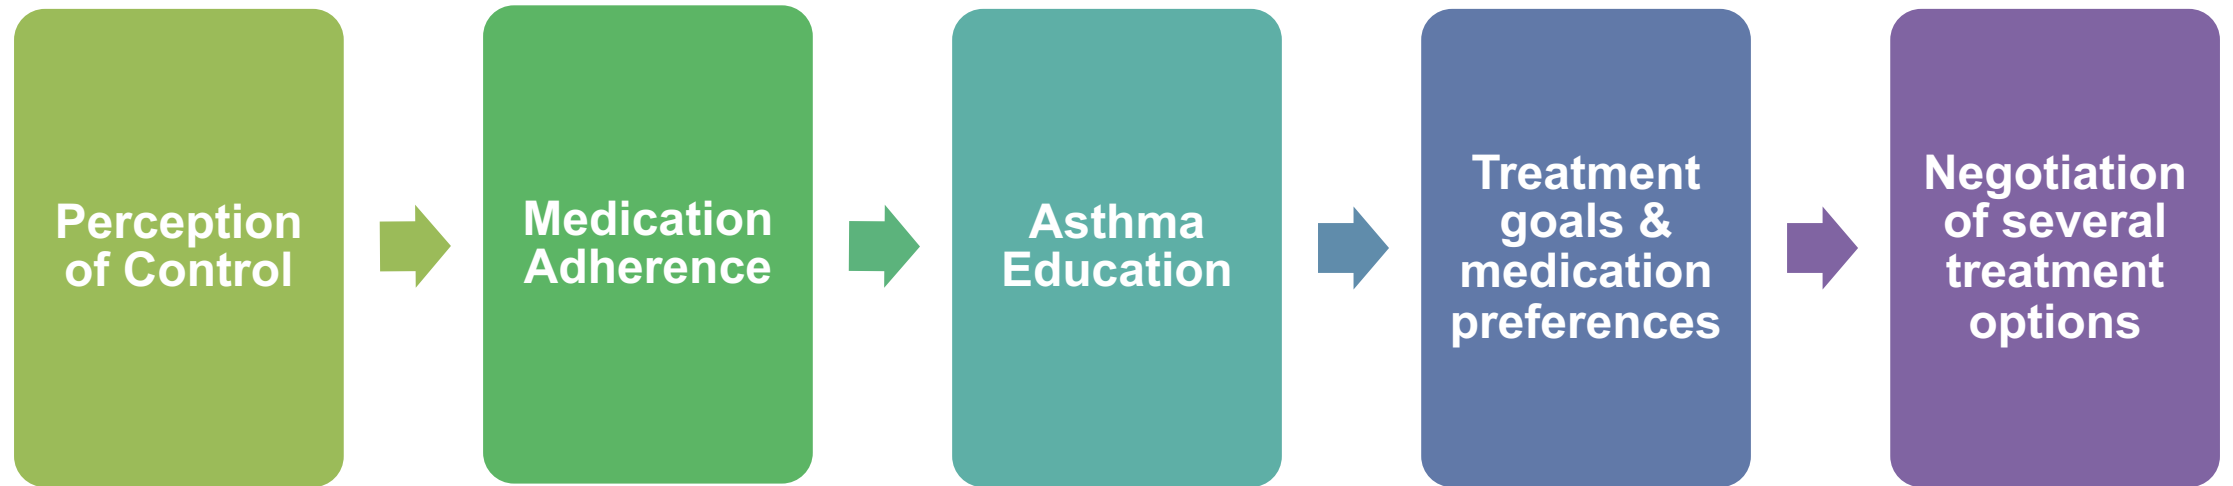 Perception
of Control
Medication
Adherence
Asthma
Education
Treatment
goals &
medication
preferences
Negotiation
of several
treatment
options